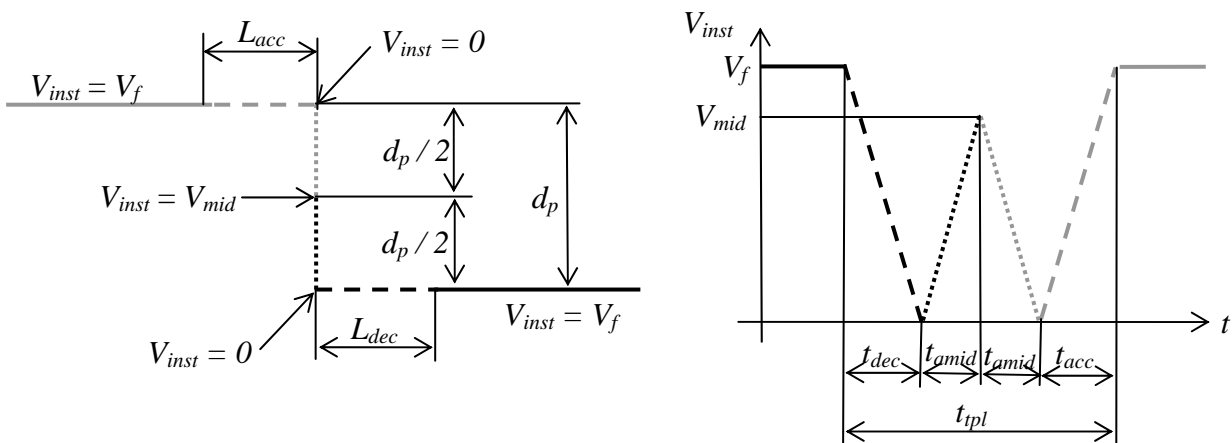 L_acc
V_inst = 0
V_inst = V_f
d_p / 2
V_inst = V_mid
d_p
d_p / 2
V_inst = V_f
L_dec
V_inst = 0
V_inst
V_f
V_mid
t
t_dec
t_amid
t_amid
t_acc
t_tpl